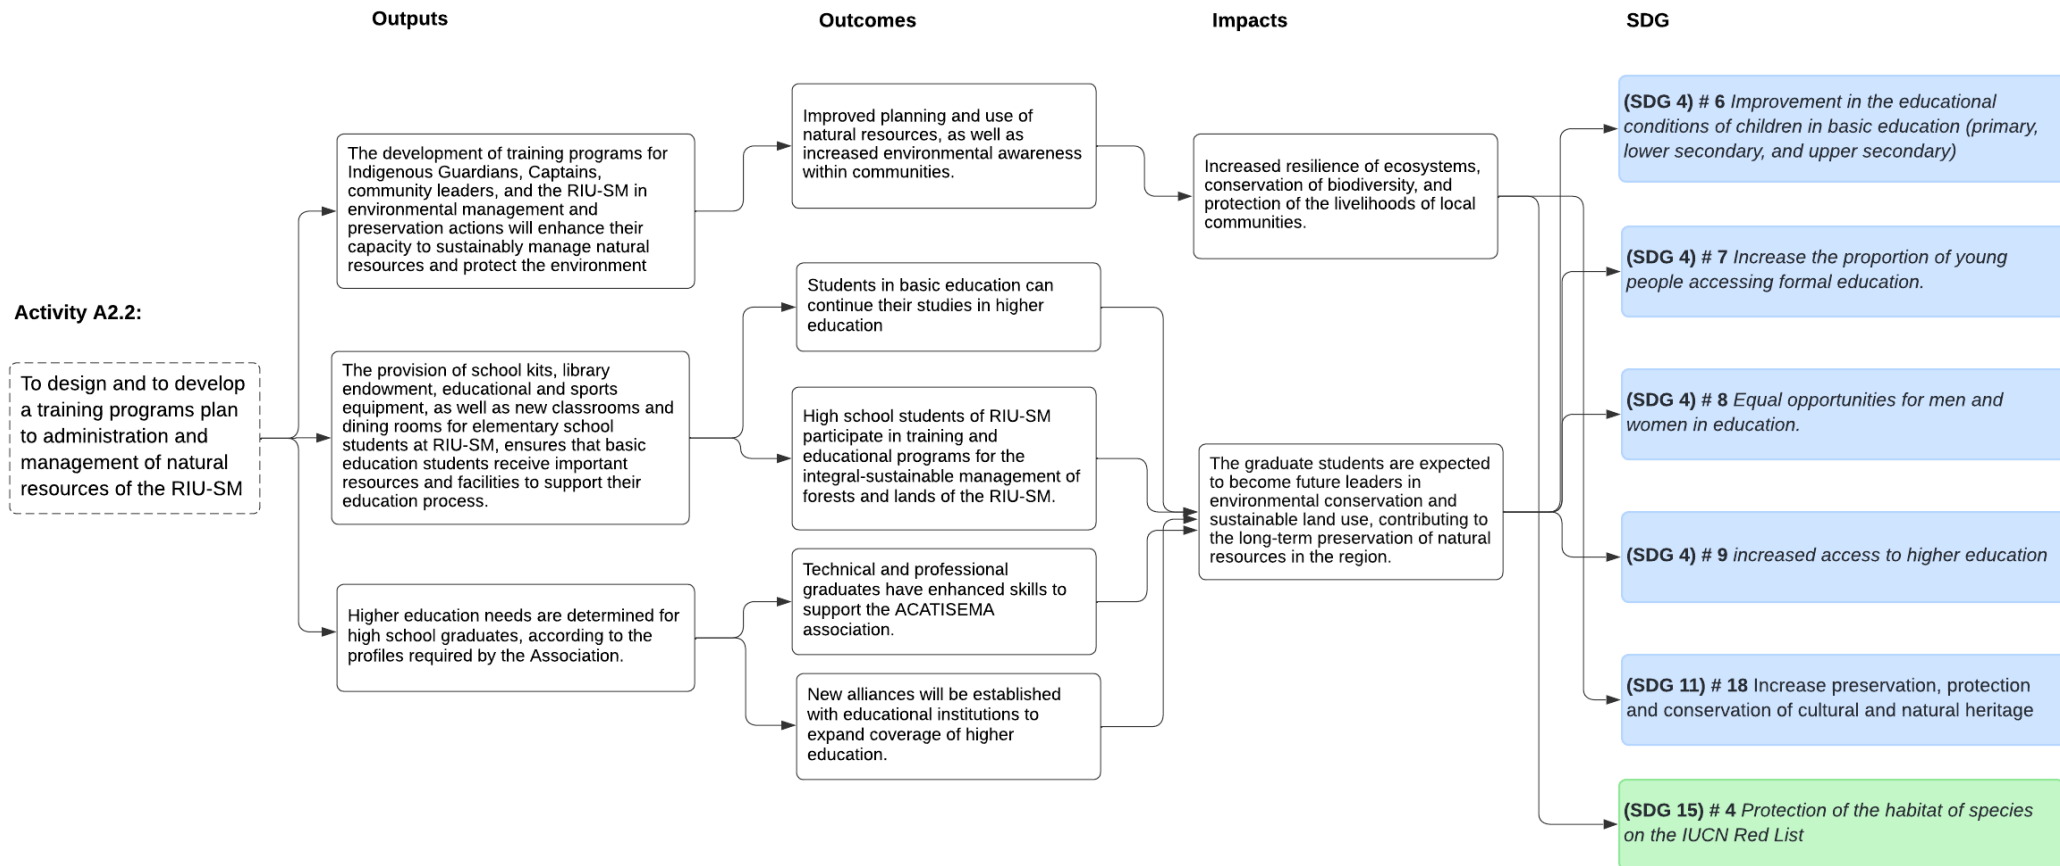 Outputs
Outcomes
Impacts
SDG
Activity A2.2:
To design and to develop
a training programs plan
to administration and
management of natural
resources of the RIU-SM
The development of training programs for
Indigenous Guardians, Captains,
community leaders, and the RIU-SM in
environmental management and
preservation actions will enhance their
capacity to sustainably manage natural
resources and protect the environment
The provision of school kits, library
endowment, educational and sports
equipment, as well as new classrooms and
dining rooms for elementary school
students at RIU-SM, ensures that basic
education students receive important
resources and facilities to support their
education process.
Higher education needs are determined for
high school graduates, according to the
profiles required by the Association.
Improved planning and use of
natural resources, as well as
increased environmental awareness
within communities.
Students in basic education can
continue their studies in higher
education
High school students of RIU-SM
participate in training and
educational programs for the
integral-sustainable management of
forests and lands of the RIU-SM.
Technical and professional
graduates have enhanced skills to
support the ACATISEMA
association.
New alliances will be established
with educational institutions to
expand coverage of higher
education.
Increased resilience of ecosystems,
conservation of biodiversity, and
protection of the livelihoods of local
communities.
The graduate students are expected
to become future leaders in
environmental conservation and
sustainable land use, contributing to
the long-term preservation of natural
resources in the region.
(SDG 4) # 6 Improvement in the educational
conditions of children in basic education (primary,
lower secondary, and upper secondary)
(SDG 4) # 7 Increase the proportion of young
people accessing formal education.
(SDG 4) # 8 Equal opportunities for men and
women in education.
(SDG 4) # 9 increased access to higher education
(SDG 11) # 18 Increase preservation, protection
and conservation of cultural and natural heritage
(SDG 15) # 4 Protection of the habitat of species
on the IUCN Red List